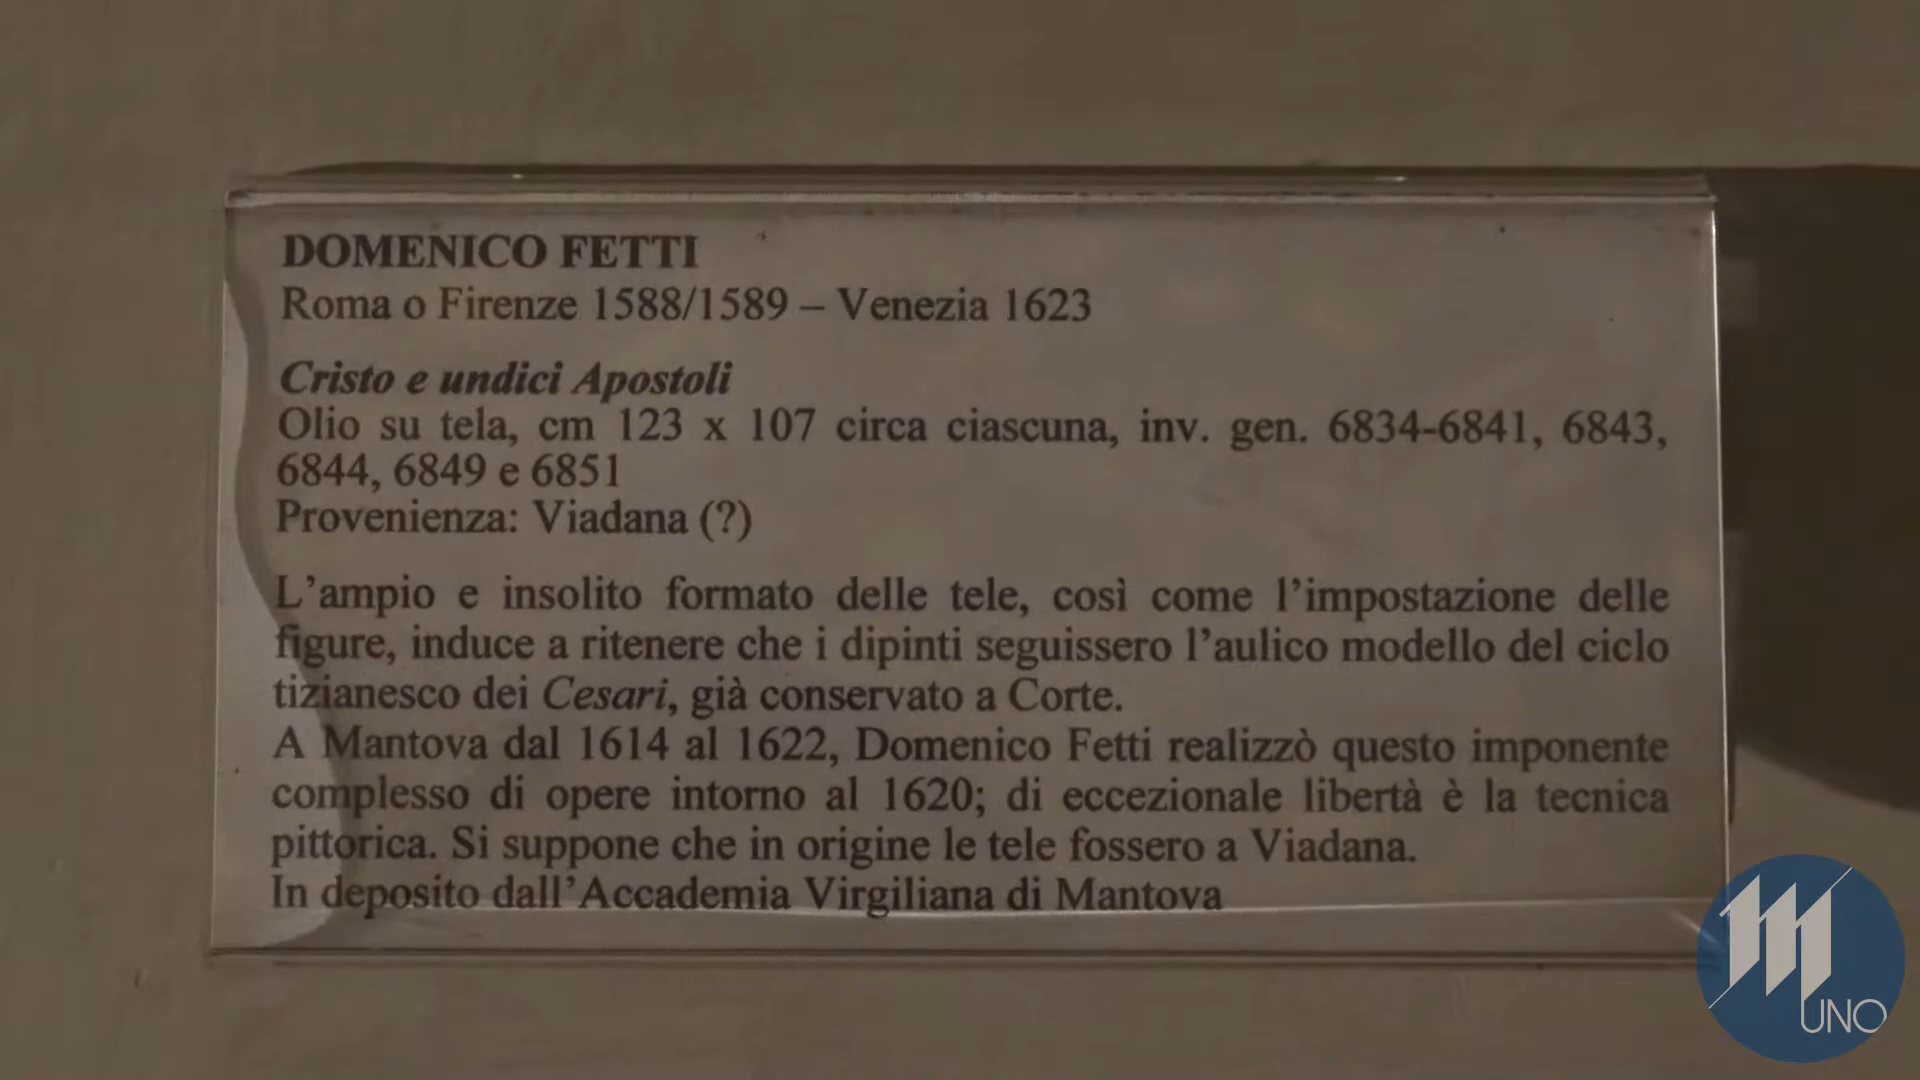 DOMENICO FETTI
Roma o Firenze 1588/1589 – Venezia 1623
Cristo e undici Apostoli
Olio su tela, cm 123 x 107 circa ciascuna, inv. gen. 6834-6841, 6843,
6844, 6849 e 6851
Provenienza: Viadana (?)
L’ampio e insolito formato delle tele, così come l’impostazione delle
figure, induce a ritenere che i dipinti seguissero l’aulico modello del ciclo
tizianesco dei Cesari, già conservato a Corte.
A Mantova dal 1614 al 1622, Domenico Fetti realizzò questo imponente
complesso di opere intorno al 1620; di eccezionale libertà è la tecnica
pittorica. Si suppone che in origine le tele fossero a Viadana.
In deposito dall’Accademia Virgiliana di Mantova
M
UNO